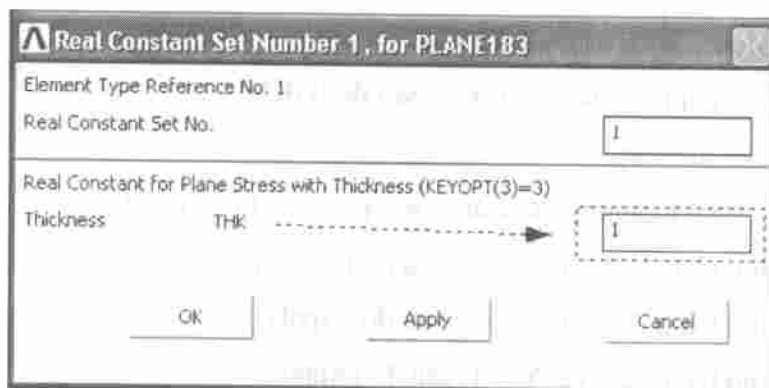 Real Constant Set Number 1, for PLANE183
Element Type Reference No. 1
Real Constant Set No. 1
Real Constant for Plane Stress with Thickness (KEYOPT(3)=3)
Thickness THK 1
OK Apply Cancel